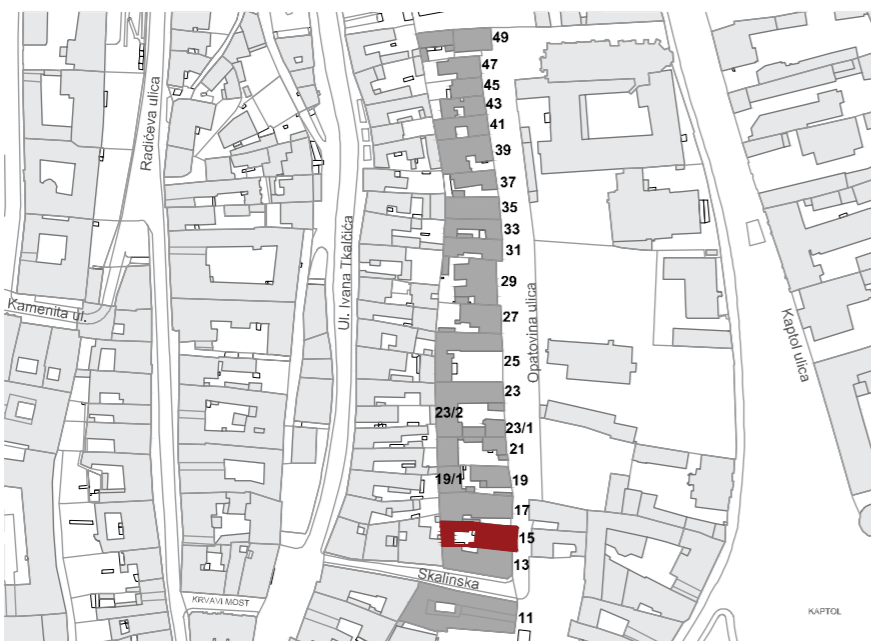 49
47
45
43
41
39
37
35
33
31
29
27
25
23
23/2
23/1
21
19/1
19
17
15
13
11
Radićeva ulica
Kamenita ul.
Ul. Ivana Tkalčića
Opatovina ulica
Kaptol ulica
Skalinska
KRVAVI MOST
KAPTOL